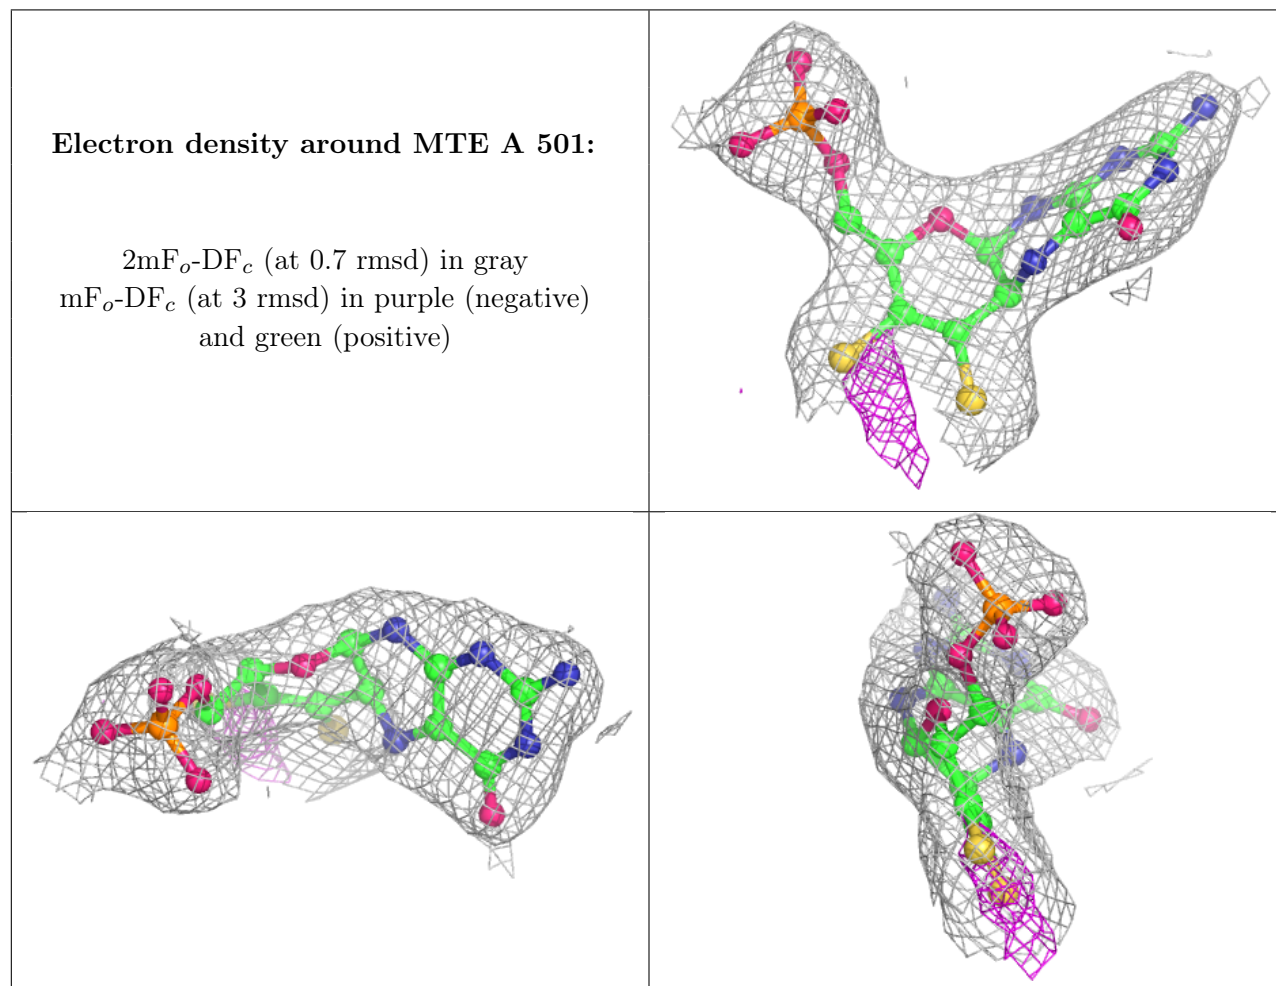 Electron density around MTE A 501:
2mFo-DFc (at 0.7 rmsd) in gray
mFo-DFc (at 3 rmsd) in purple (negative)
and green (positive)